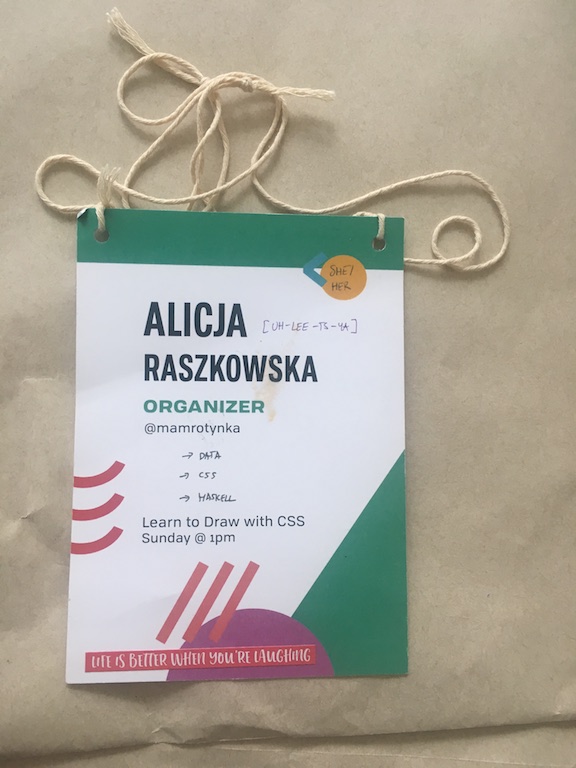 SHE/
HER
ALICJA [UH-LEE-TS-YA]
RASZKOWSKA
ORGANIZER
@mamrotynka
→ DATA
→ CSS
→ HASKELL
Learn to Draw with CSS
Sunday @ 1pm
LIFE IS BETTER WHEN YOU'RE LAUGHING